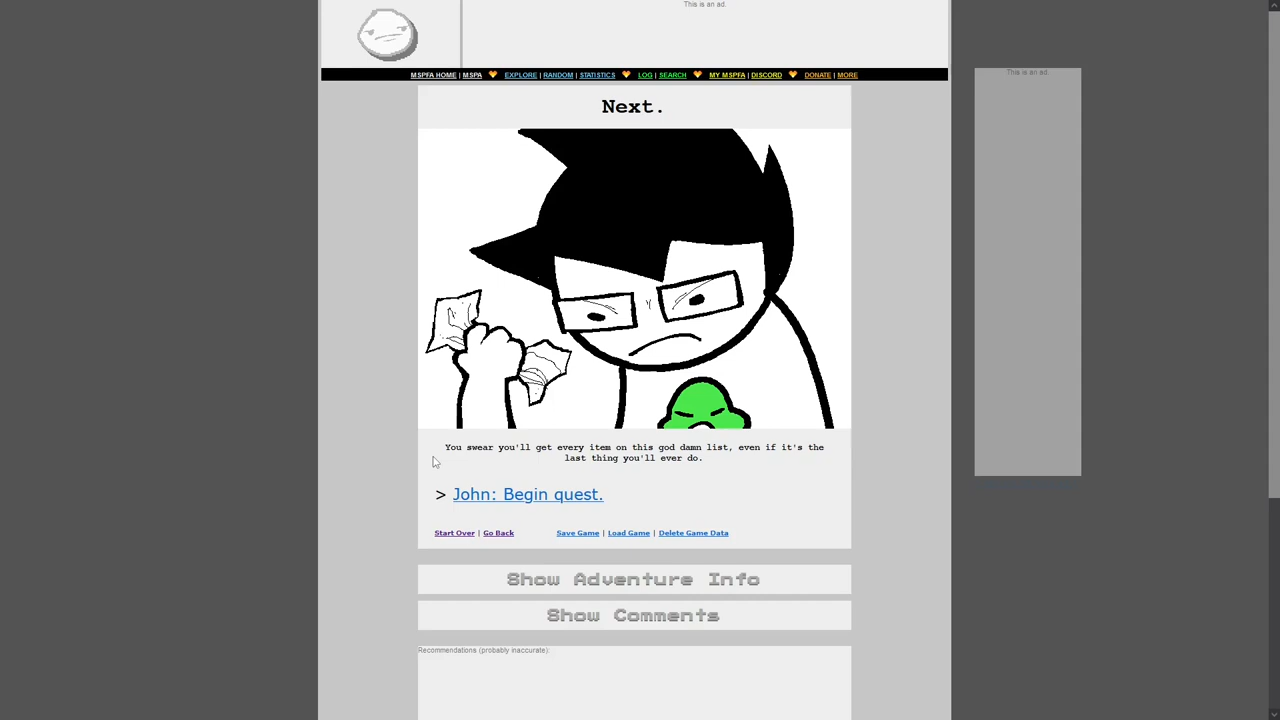 This is an ad.
MSPFA HOME | MSPA EXPLORE | RANDOM | STATISTICS LOG | SEARCH MY MSPFA | DISCORD DONATE | MORE
This is an ad.
Next.
You swear you'll get every item on this god damn list, even if it's the
last thing you'll ever do.
> John: Begin quest.
Start Over | Go Back Save Game | Load Game | Delete Game Data
Show Adventure Info
Show Comments
Recommendations (probably inaccurate):